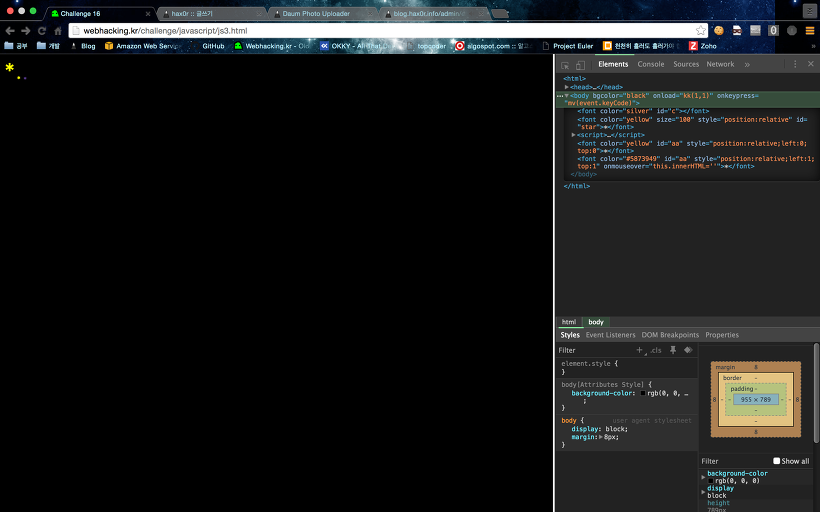 Challenge 16
hax0r :: 글쓰기
Daum Photo Uploader
blog.hax0r.info/admin/
webhacking.kr/challenge/javascript/js3.html
공부
개발
Blog
Amazon Web Serv
GitHub
Webhacking.kr - Ol
OKKY - All That
topcoder
algospot.com :: 알고
Project Euler
천천히 흘러도 흘러가
Zoho
»
*
Elements Console Sources Network »
<html>
▶<head>…</head>
…▼<body bgcolor="black" onload="kk(1,1)" onkeypress=
"mv(event.keyCode)">
<font color="silver" id="c"></font>
<font color="yellow" size="100" style="position:relative" id=
"star">*</font>
▶<script>…</script>
<font color="yellow" id="aa" style="position:relative;left:0;
top:0">*</font>
<font color="#5873949" id="aa" style="position:relative;left:1;
top:1" onmouseover="this.innerHTML=''">*</font>
</body>
</html>
html body
Styles Event Listeners DOM Breakpoints Properties
Filter + .cls
element.style {
}
body[Attributes Style] {
background-color: rgb(0, 0, …
;
}
body { user agent stylesheet
display: block;
margin:▶8px;
}
margin 8
border -
padding -
8 - - 955 × 789 - - 8
-
-
8
Filter Show all
▶background-color
rgb(0, 0, 0)
▶display
block
height
789px